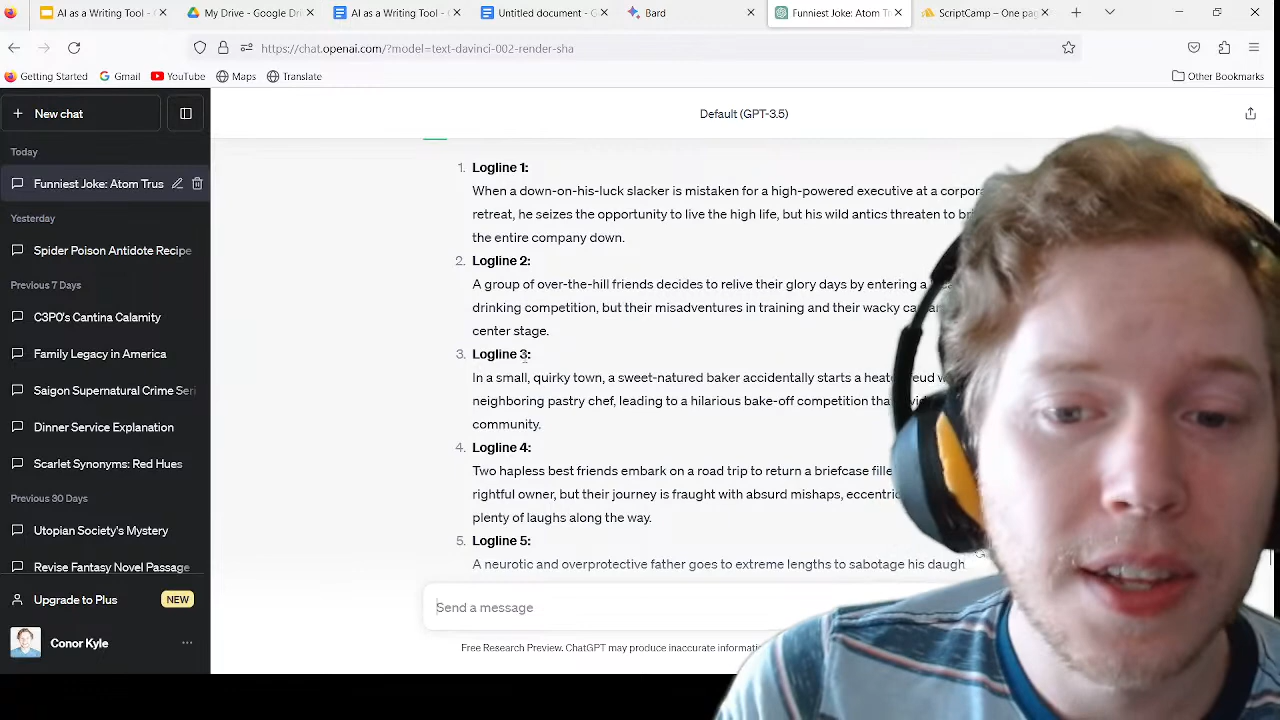 AI as a Writing Tool - G
My Drive - Google Dri
AI as a Writing Tool - G
Untitled document - G
Bard
Funniest Joke: Atom Tr
ScriptCamp – One pag
https://chat.openai.com/?model=text-davinci-002-render-sha
Getting Started
Gmail
YouTube
Maps
Translate
Other Bookmarks
New chat
Default (GPT-3.5)
Today
Funniest Joke: Atom Trus
Yesterday
Spider Poison Antidote Recipe
Previous 7 Days
C3P0's Cantina Calamity
Family Legacy in America
Saigon Supernatural Crime Seri
Dinner Service Explanation
Scarlet Synonyms: Red Hues
Previous 30 Days
Utopian Society's Mystery
Revise Fantasy Novel Passage
Upgrade to Plus NEW
Conor Kyle
1. Logline 1:
When a down-on-his-luck slacker is mistaken for a high-powered executive at a corpora
retreat, he seizes the opportunity to live the high life, but his wild antics threaten to br
the entire company down.
2. Logline 2:
A group of over-the-hill friends decides to relive their glory days by entering a
drinking competition, but their misadventures in training and their wacky
center stage.
3. Logline 3:
In a small, quirky town, a sweet-natured baker accidentally starts a heate feud w
neighboring pastry chef, leading to a hilarious bake-off competition tha
community.
4. Logline 4:
Two hapless best friends embark on a road trip to return a briefcase fille
rightful owner, but their journey is fraught with absurd mishaps, eccentric
plenty of laughs along the way.
5. Logline 5:
A neurotic and overprotective father goes to extreme lengths to sabotage his daugh
Send a message
Free Research Preview. ChatGPT may produce inaccurate informati